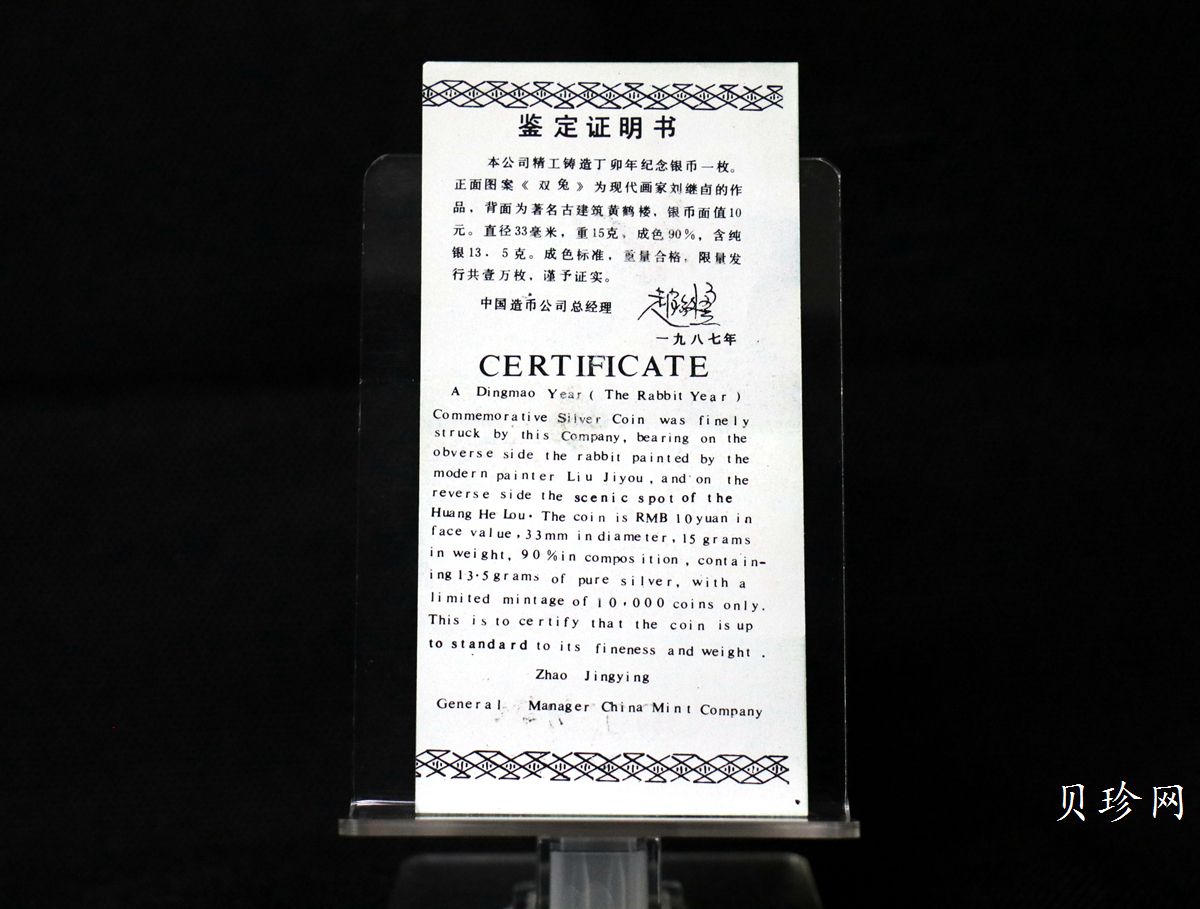 鉴定证明书
本公司精工铸造丁卯年纪念银币一枚。
正面图案《双兔》为现代画家刘继卣的作
品，背面为著名古建筑黄鹤楼，银币面值10
元。直径33毫米，重15克，成色90%，含纯
银13．5克。成色标准，重量合格，限量发
行共壹万枚，谨予证实。
中国造币公司总经理
一九八七年
CERTIFICATE
A Dingmao Year ( The Rabbit Year )
Commemorative Silver Coin was finely
struck by this Company, bearing on the
obverse side the rabbit painted by the
modern painter Liu Jiyou, and on the
reverse side the scenic spot of the
Huang He Lou· The coin is RMB 10 yuan in
face value, 33mm in diameter, 15 grams
in weight, 90% in composition, contain-
ing 13·5 grams of pure silver, with a
limited mintage of 10,000 coins only.
This is to certify that the coin is up
to standard to its fineness and weight .
Zhao Jingying
General Manager China Mint Company
贝珍网